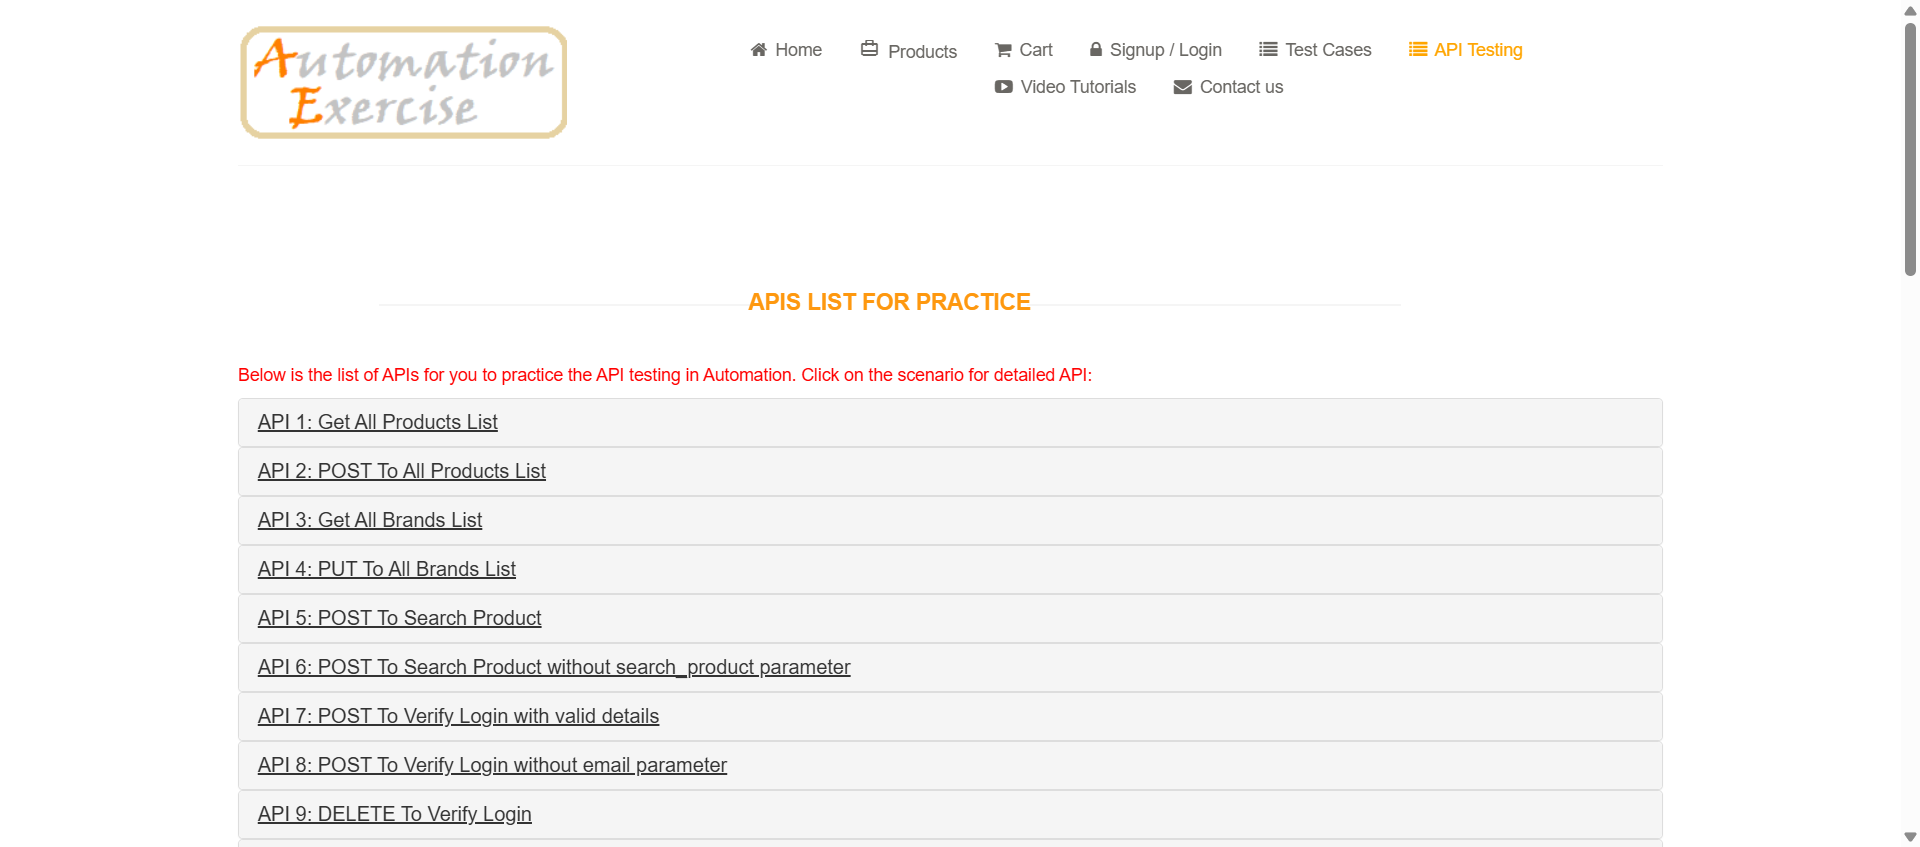 Automation
Exercise
Home
Products
Cart
Signup / Login
Test Cases
API Testing
Video Tutorials
Contact us
APIS LIST FOR PRACTICE
Below is the list of APIs for you to practice the API testing in Automation. Click on the scenario for detailed API:
API 1: Get All Products List
API 2: POST To All Products List
API 3: Get All Brands List
API 4: PUT To All Brands List
API 5: POST To Search Product
API 6: POST To Search Product without search_product parameter
API 7: POST To Verify Login with valid details
API 8: POST To Verify Login without email parameter
API 9: DELETE To Verify Login